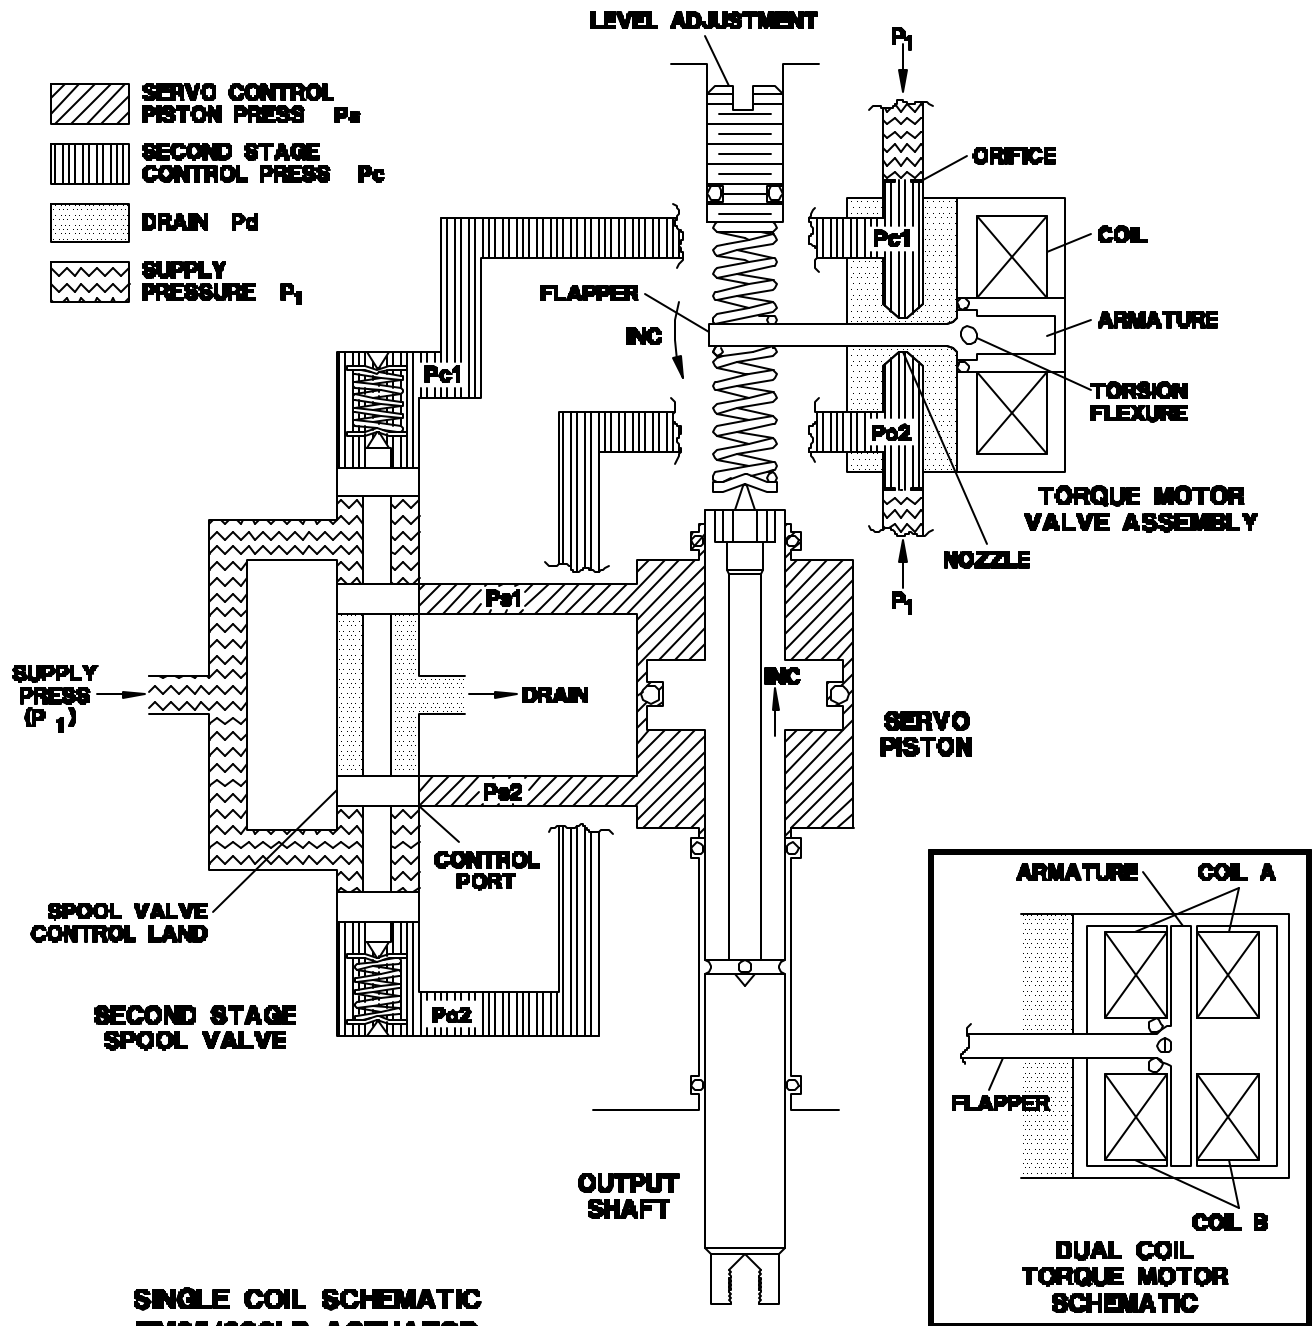 LEVEL ADJUSTMENT
P1
SERVO CONTROL
PISTON PRESS Ps
SECOND STAGE
CONTROL PRESS Pc
DRAIN Pd
SUPPLY
PRESSURE P1
ORIFICE
Pc1
COIL
FLAPPER
ARMATURE
INC
Pc1
TORSION
FLEXURE
Pc2
TORQUE MOTOR
VALVE ASSEMBLY
NOZZLE
P1
Ps1
SUPPLY
PRESS
(P 1)
DRAIN
INC
SERVO
PISTON
Ps2
CONTROL
PORT
SPOOL VALVE
CONTROL LAND
SECOND STAGE
SPOOL VALVE
Pc2
ARMATURE
COIL A
FLAPPER
COIL B
OUTPUT
SHAFT
DUAL COIL
TORQUE MOTOR
SCHEMATIC
SINGLE COIL SCHEMATIC
ACTUATOR